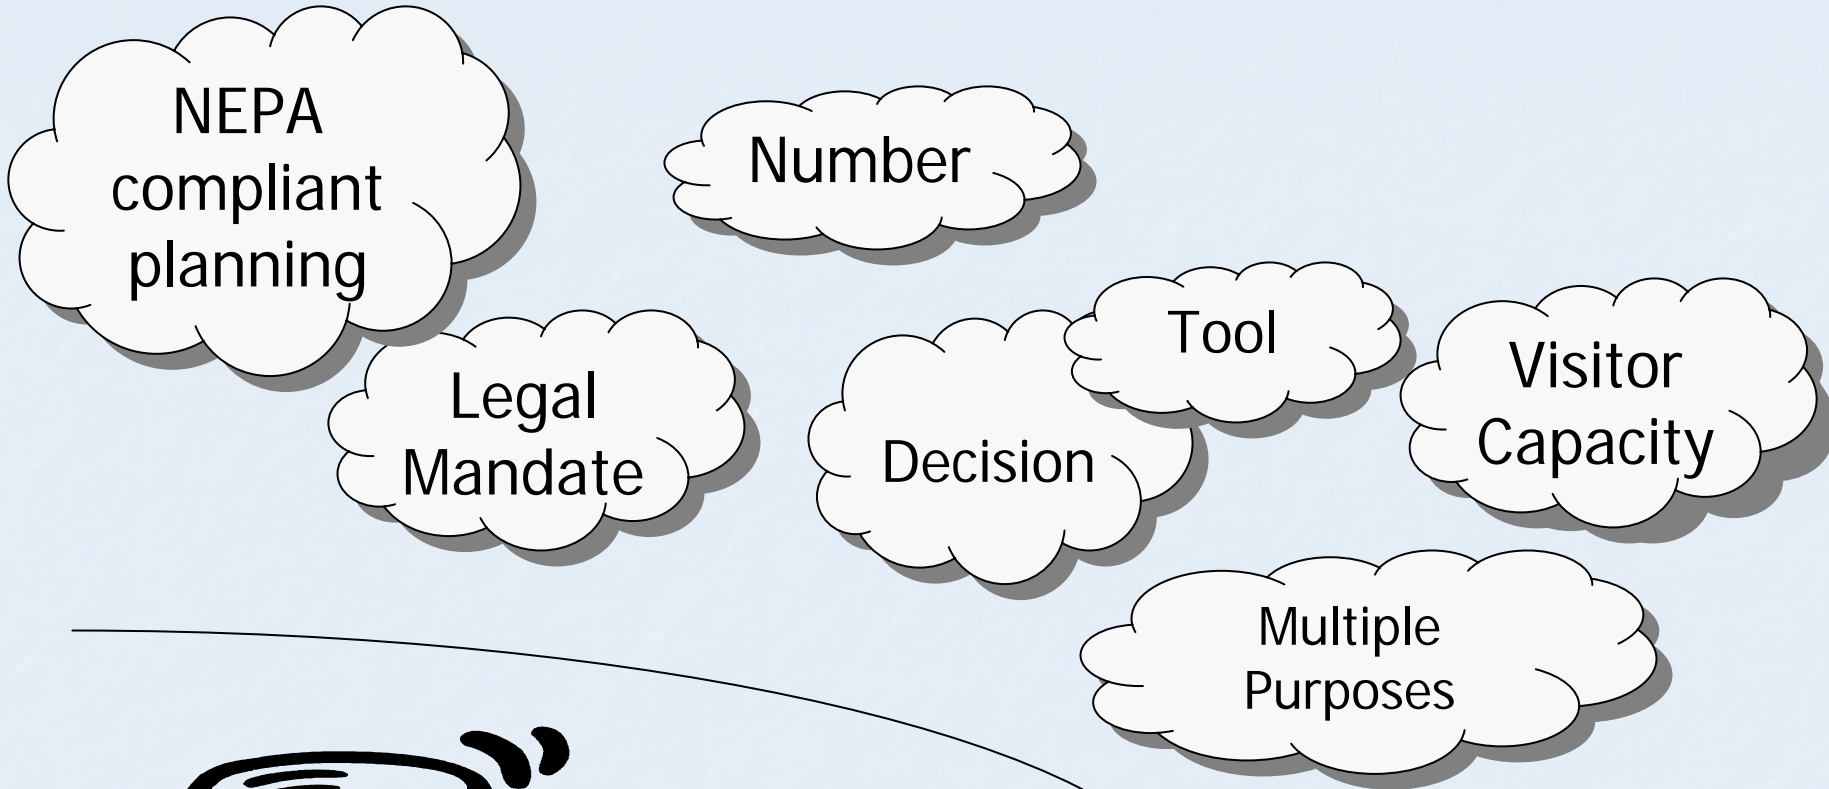 NEPA
compliant
planning
Number
Legal
Mandate
Decision
Tool
Visitor
Capacity
Multiple
Purposes